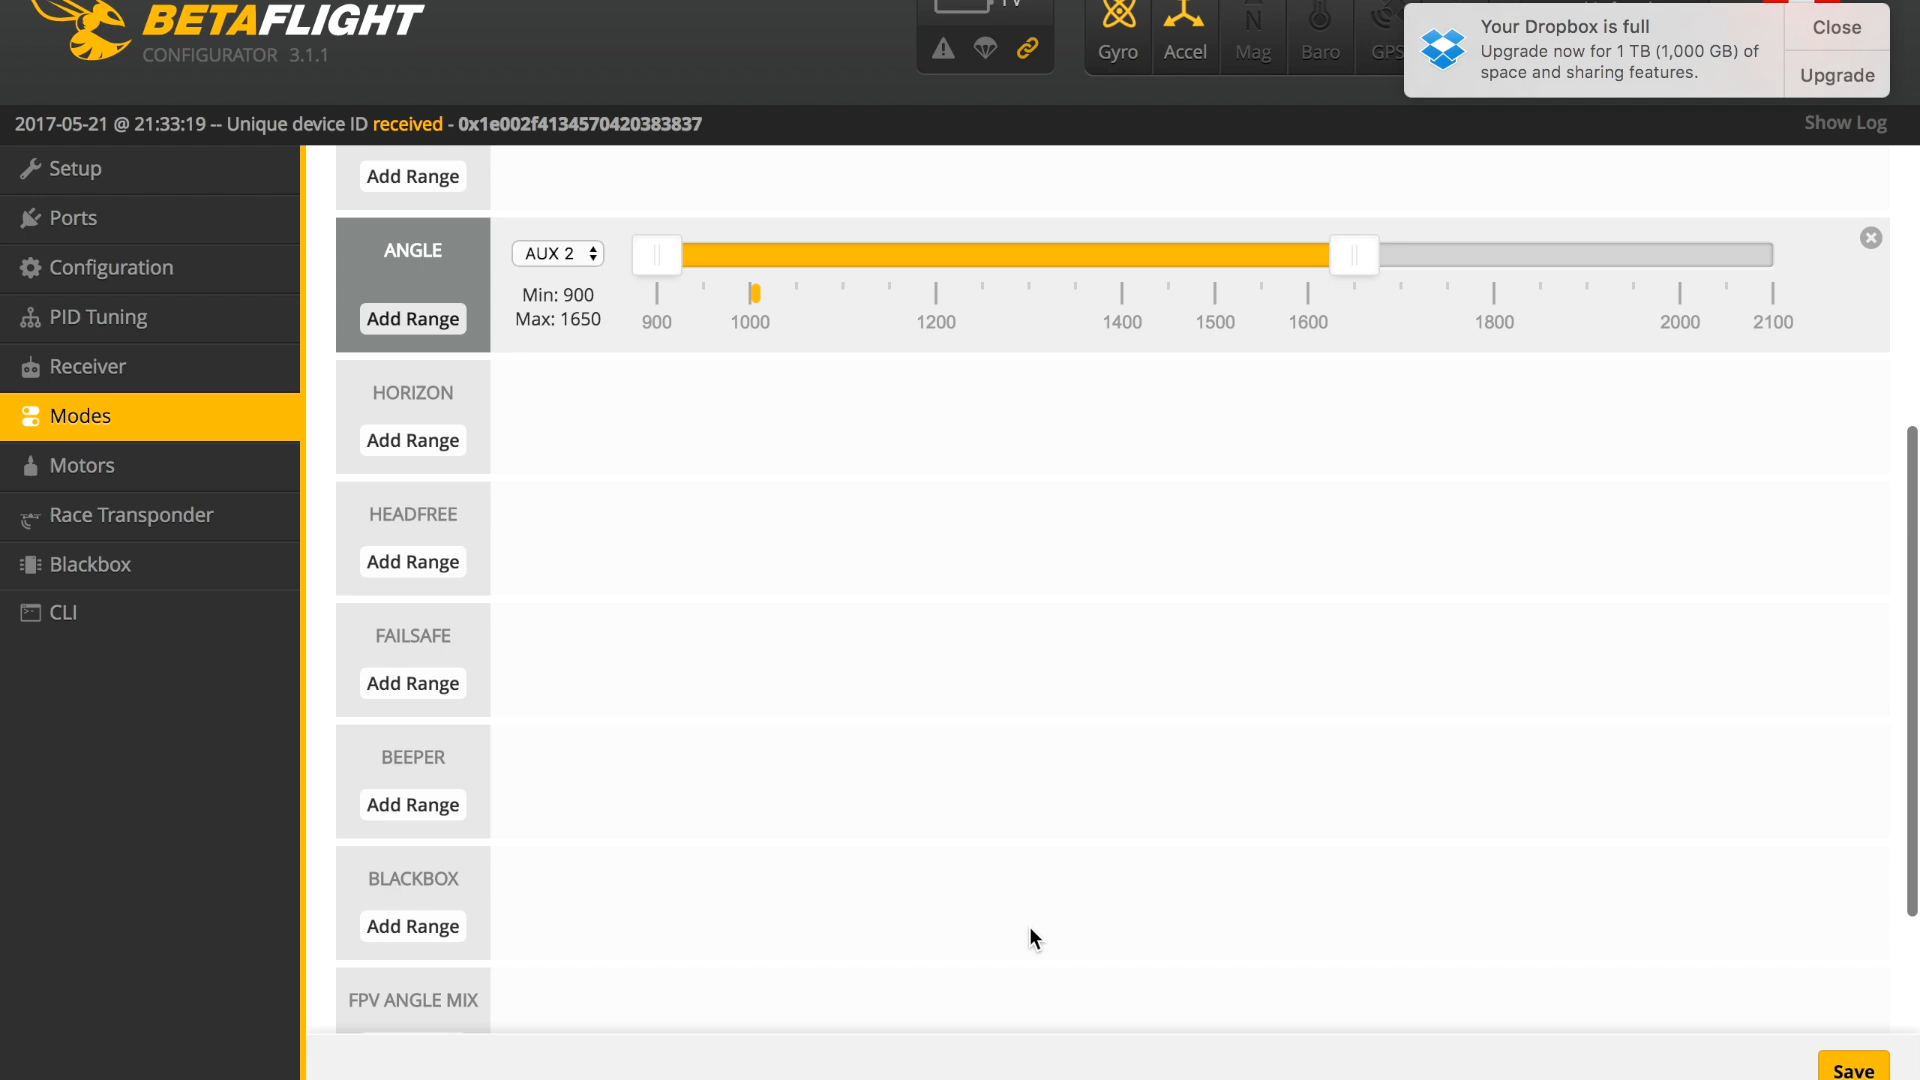 BETAFLIGHT
CONFIGURATOR 3.1.1
Gyro
Accel
Mag
Baro
GPS
Your Dropbox is full
Upgrade now for 1 TB (1,000 GB) of
space and sharing features.
Close
Upgrade
2017-05-21 @ 21:33:19 -- Unique device ID received - 0x1e002f4134570420383837
Show Log
Setup
Ports
Configuration
PID Tuning
Receiver
Modes
Motors
Race Transponder
Blackbox
CLI
Add Range
ANGLE
Add Range
AUX 2
Min: 900
Max: 1650
900 1000 1200 1400 1500 1600 1800 2000 2100
HORIZON
Add Range
HEADFREE
Add Range
FAILSAFE
Add Range
BEEPER
Add Range
BLACKBOX
Add Range
FPV ANGLE MIX
Save